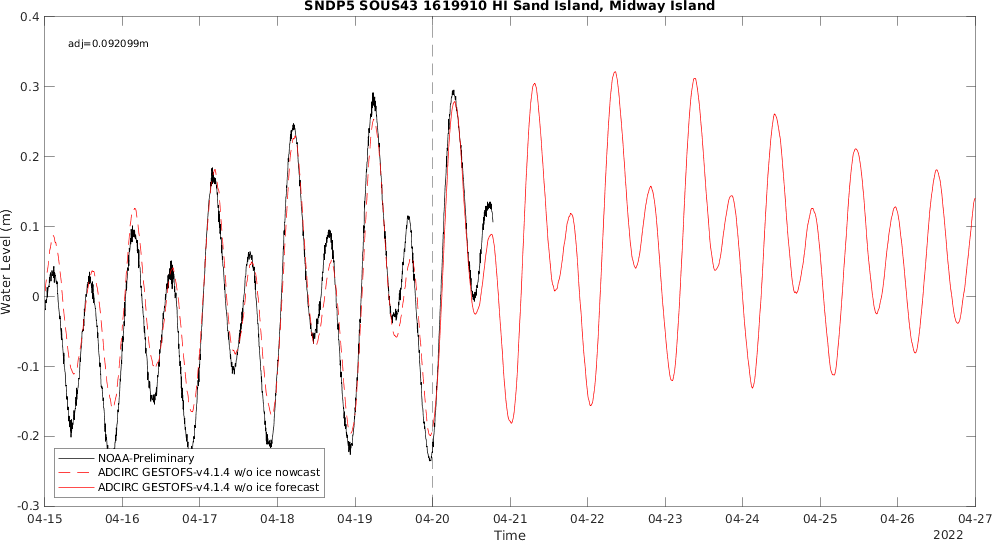 SNDP5 SOUS43 1619910 HI Sand Island, Midway Island
adj=0.092099m
Water Level (m)
0.4
0.3
0.2
0.1
0
-0.1
-0.2
-0.3
NOAA-Preliminary
ADCIRC GESTOFS-v4.1.4 w/o ice nowcast
ADCIRC GESTOFS-v4.1.4 w/o ice forecast
04-15 04-16 04-17 04-18 04-19 04-20 04-21 04-22 04-23 04-24 04-25 04-26 04-27
Time
2022